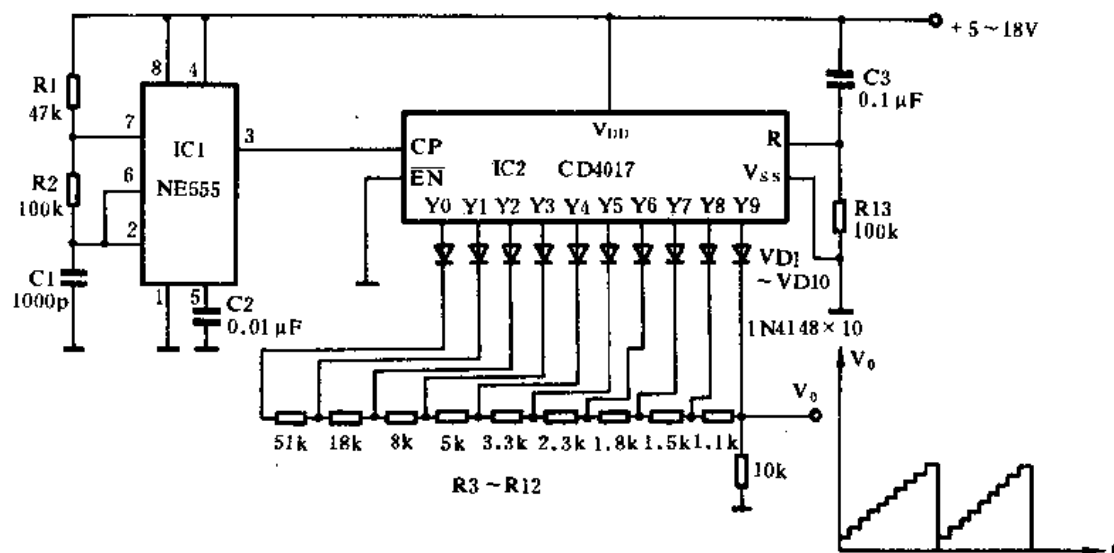 +5~18V
8
4
R1
47k
7
IC1
3
R2
100k
6
NE555
2
C1
1000p
1
5
C2
0.01μF
V_DD
CP
R
EN
IC2 CD4017
V_SS
Y0 Y1 Y2 Y3 Y4 Y5 Y6 Y7 Y8 Y9
C3
0.1μF
R13
100k
VD1
~VD10
1N4148×10
V₀
V₀
51k 18k 8k 5k 3.3k 2.3k 1.8k 1.5k 1.1k
10k
R3~R12